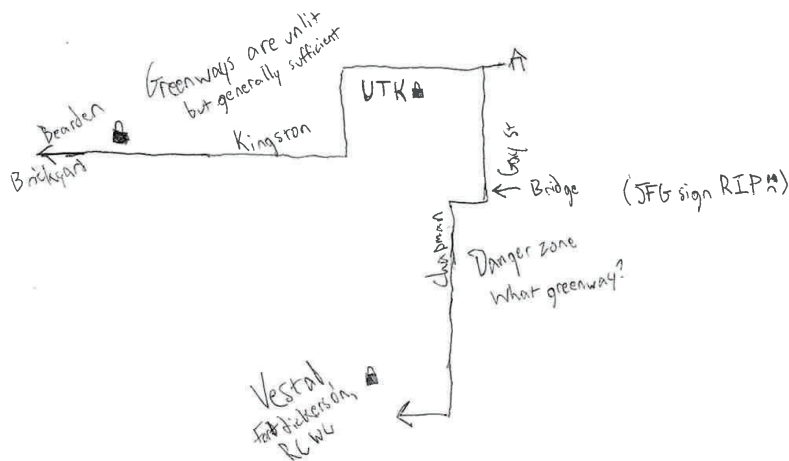 Greenways are unlit
but generally sufficient
A
UTK
Bearden
Kingston
Brickyard
Gay St
Bridge
(JFG sign RIP)
Chapman
Danger zone
What greenway?
Vestal,
Fort dickerson,